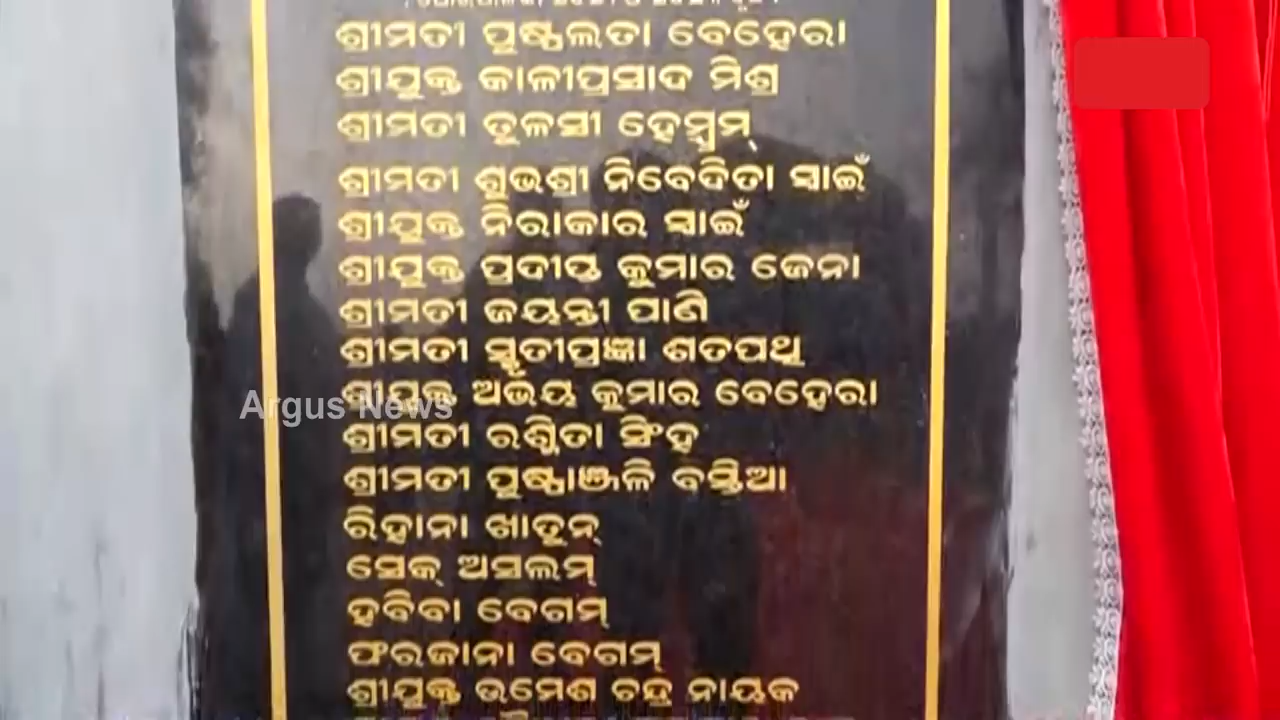 ଶ୍ରୀମତୀ ପୁଷ୍ପଲତା ବେହେରା
ଶ୍ରୀଯୁକ୍ତ କାଳୀପ୍ରସାଦ ମିଶ୍ର
ଶ୍ରୀମତୀ ତୁଳସୀ ହେମ୍ବ୍ରମ୍
ଶ୍ରୀମତୀ ଶୁଭଶ୍ରୀ ନିବେଦିତା ସ୍ୱାଇଁ
ଶ୍ରୀଯୁକ୍ତ ନିରାକାର ସ୍ୱାଇଁ
ଶ୍ରୀଯୁକ୍ତ ପ୍ରଦୀପ୍ତ କୁମାର ଜେନା
ଶ୍ରୀମତୀ ଜୟନ୍ତୀ ପାଣି
ଶ୍ରୀମତୀ ସ୍ମୃତୀପ୍ରଜ୍ଞା ଶତପଥି
ଶ୍ରୀଯୁକ୍ତ ଅଭୟ କୁମାର ବେହେରା
Argus News
ଶ୍ରୀମତୀ ରଶ୍ମିତା ସିଂହ
ଶ୍ରୀମତୀ ପୁଷ୍ପାଞ୍ଜଳି ବସ୍ତିଆ
ରିହାନା ଖାତୁନ୍
ସେକ୍ ଅସଲମ୍
ହବିବା ବେଗମ୍
ଫରଜାନା ବେଗମ୍
ଶ୍ରୀଯୁକ୍ତ ଉମେଶ ଚନ୍ଦ୍ର ନାୟକ